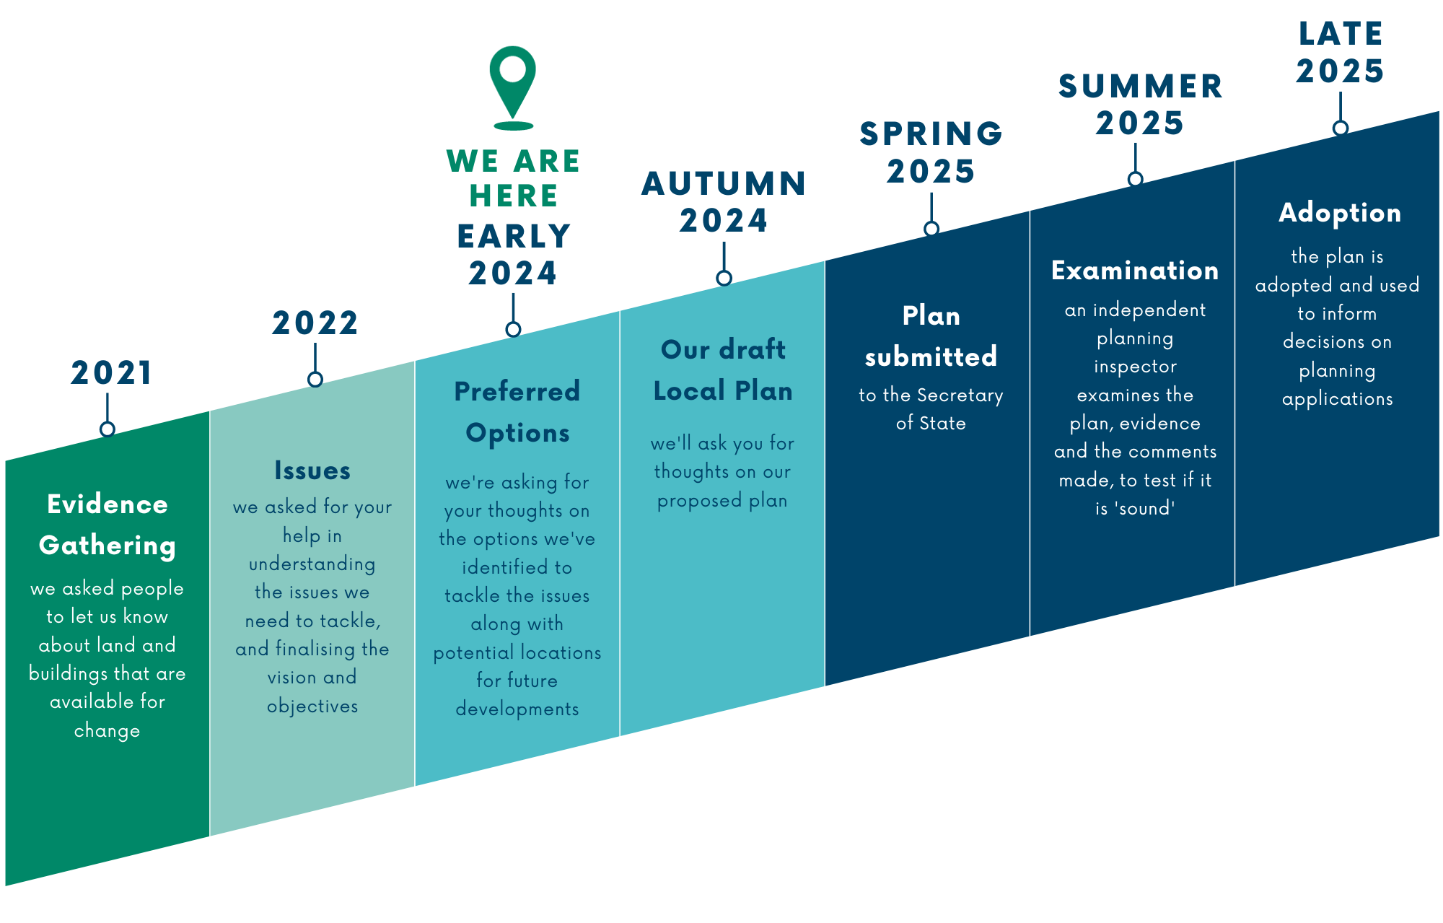 2021
Evidence
Gathering
we asked people
to let us know
about land and
buildings that are
available for
change
2022
Issues
we asked for your
help in
understanding
the issues we
need to tackle,
and finalising the
vision and
objectives
WE ARE
HERE
EARLY
2024
Preferred
Options
we're asking for
your thoughts on
the options we've
identified to
tackle the issues
along with
potential locations
for future
developments
AUTUMN
2024
Our draft
Local Plan
we'll ask you for
thoughts on our
proposed plan
SPRING
2025
Plan
submitted
to the Secretary
of State
SUMMER
2025
Examination
an independent
planning
inspector
examines the
plan, evidence
and the comments
made, to test if it
is 'sound'
LATE
2025
Adoption
the plan is
adopted and used
to inform
decisions on
planning
applications